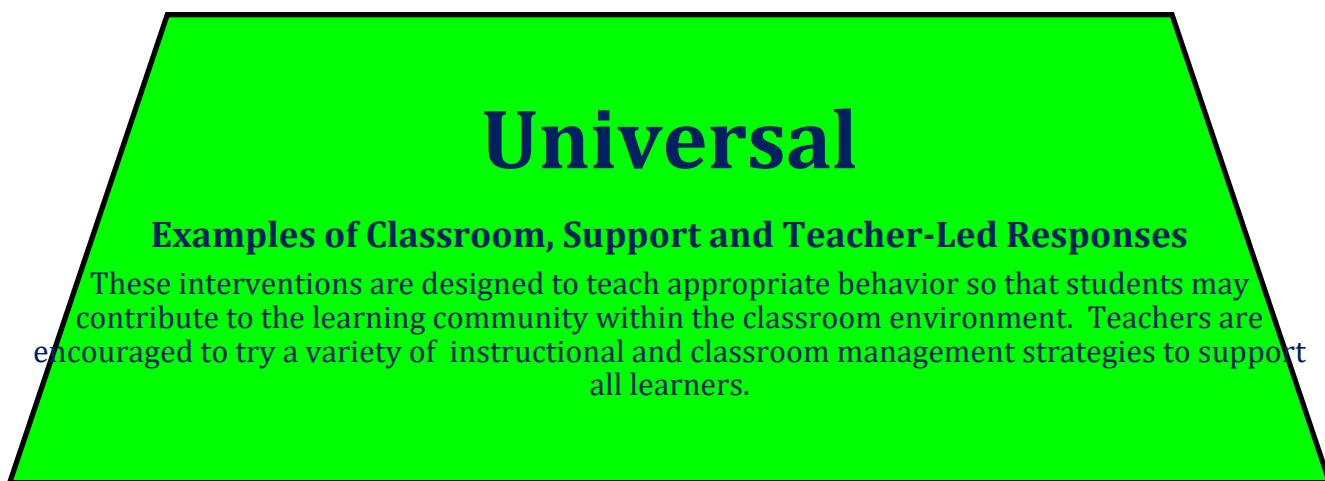 Universal
Examples of Classroom, Support and Teacher-Led Responses
These interventions are designed to teach appropriate behavior so that students may
contribute to the learning community within the classroom environment.  Teachers are
encouraged to try a variety of  instructional and classroom management strategies to support
all learners.